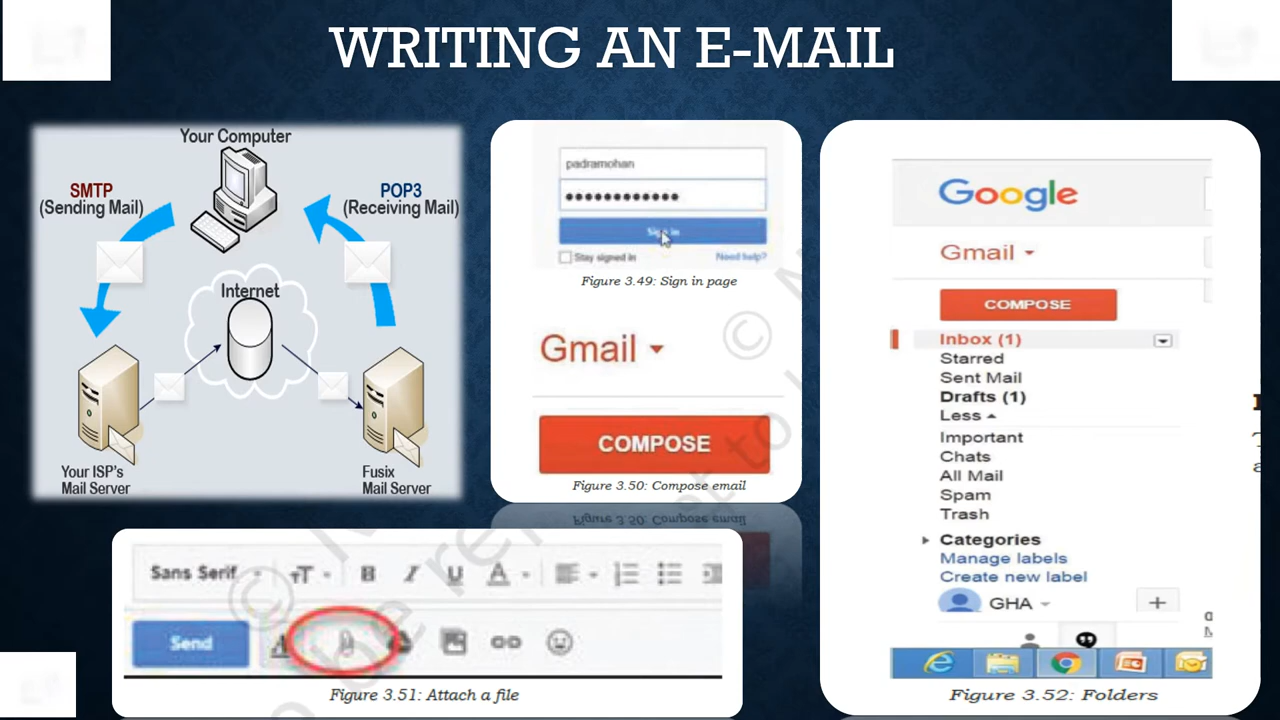 WRITING AN E-MAIL
Your Computer
SMTP
(Sending Mail)
POP3
(Receiving Mail)
Internet
Your ISP's
Mail Server
Fusix
Mail Server
padramohan
Sign in
Stay signed in
Need help?
Figure 3.49: Sign in page
Gmail
COMPOSE
Figure 3.50: Compose email
Google
Gmail
COMPOSE
Inbox (1)
Starred
Sent Mail
Drafts (1)
Less
Important
Chats
All Mail
Spam
Trash
Categories
Manage labels
Create new label
GHA
Figure 3.52: Folders
Sans Serif
Send
Figure 3.51: Attach a file